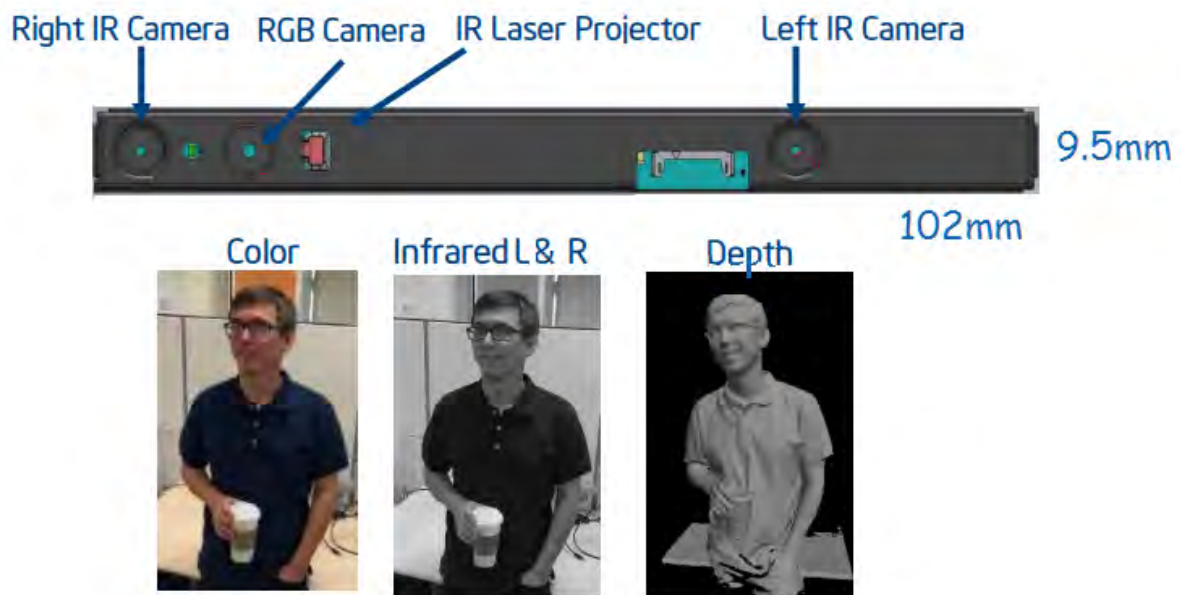 Right IR Camera RGB Camera IR Laser Projector Left IR Camera
9.5mm
102mm
Color Infrared L & R Depth